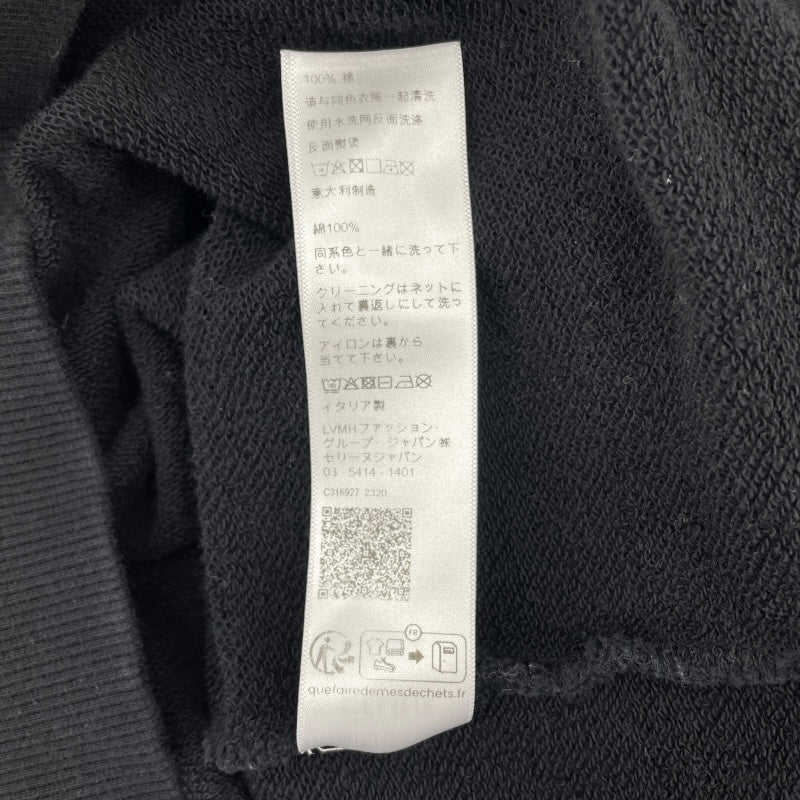 100% 棉
请与同色衣服一起清洗
使用水洗网反面洗涤
反面熨烫
意大利制造
綿100%
同系色と一緒に洗って下
さい。
クリーニングはネットに
入れて裏返しにして洗っ
てください。
アイロンは裏から
当てて下さい。
イタリア製
LVMHファッション・
グループ・ジャパン㈱
セリーヌジャパン
03 5414-1401
C316927 2320
FR
quefairedemesdechets.fr